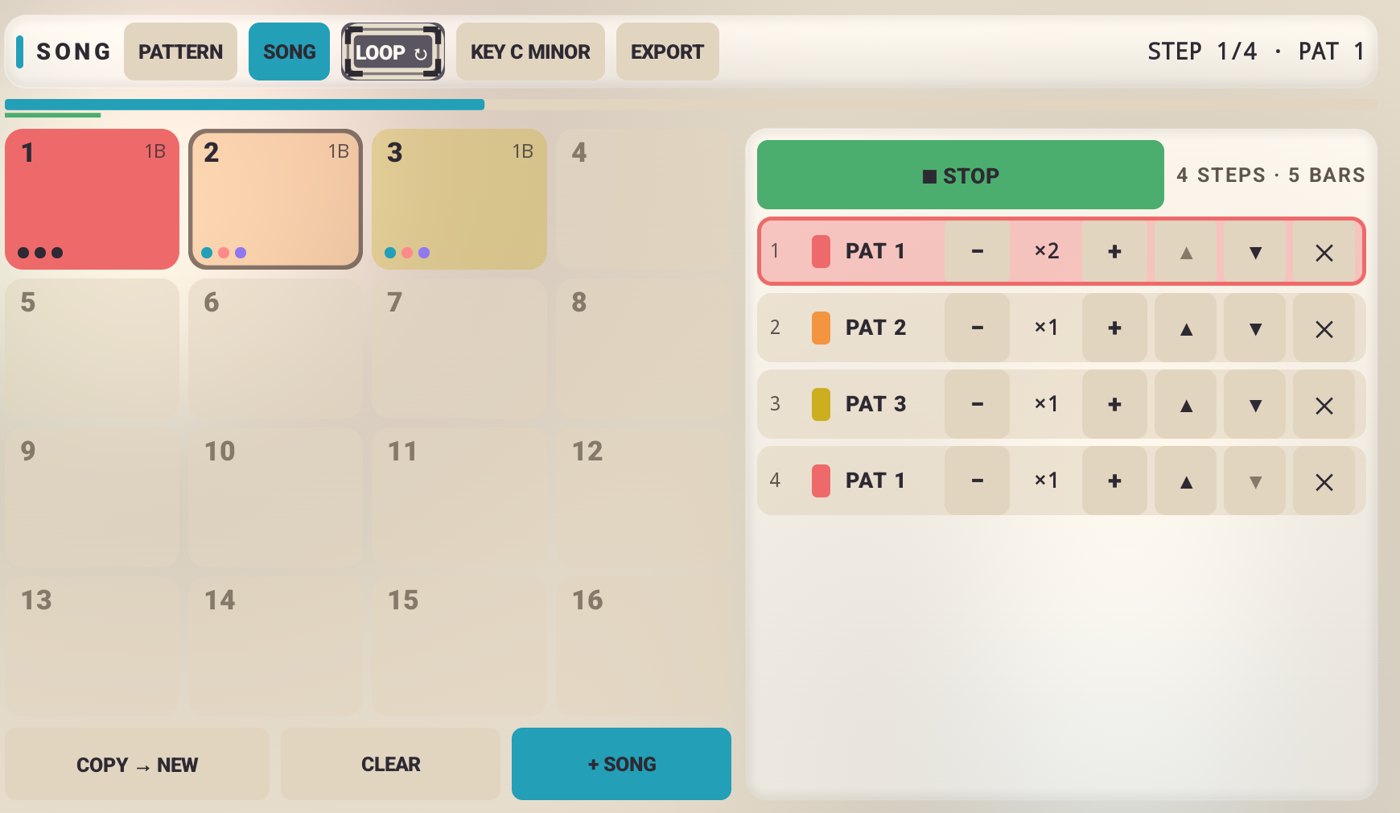 SONG PATTERN SONG LOOP ↻ KEY C MINOR EXPORT STEP 1/4 · PAT 1
1 1B 2 1B 3 1B 4
5 6 7 8
9 10 11 12
13 14 15 16
COPY → NEW CLEAR + SONG
■ STOP 4 STEPS · 5 BARS
1 PAT 1 − ×2 + ▲ ▼ ×
2 PAT 2 − ×1 + ▲ ▼ ×
3 PAT 3 − ×1 + ▲ ▼ ×
4 PAT 1 − ×1 + ▲ ▼ ×